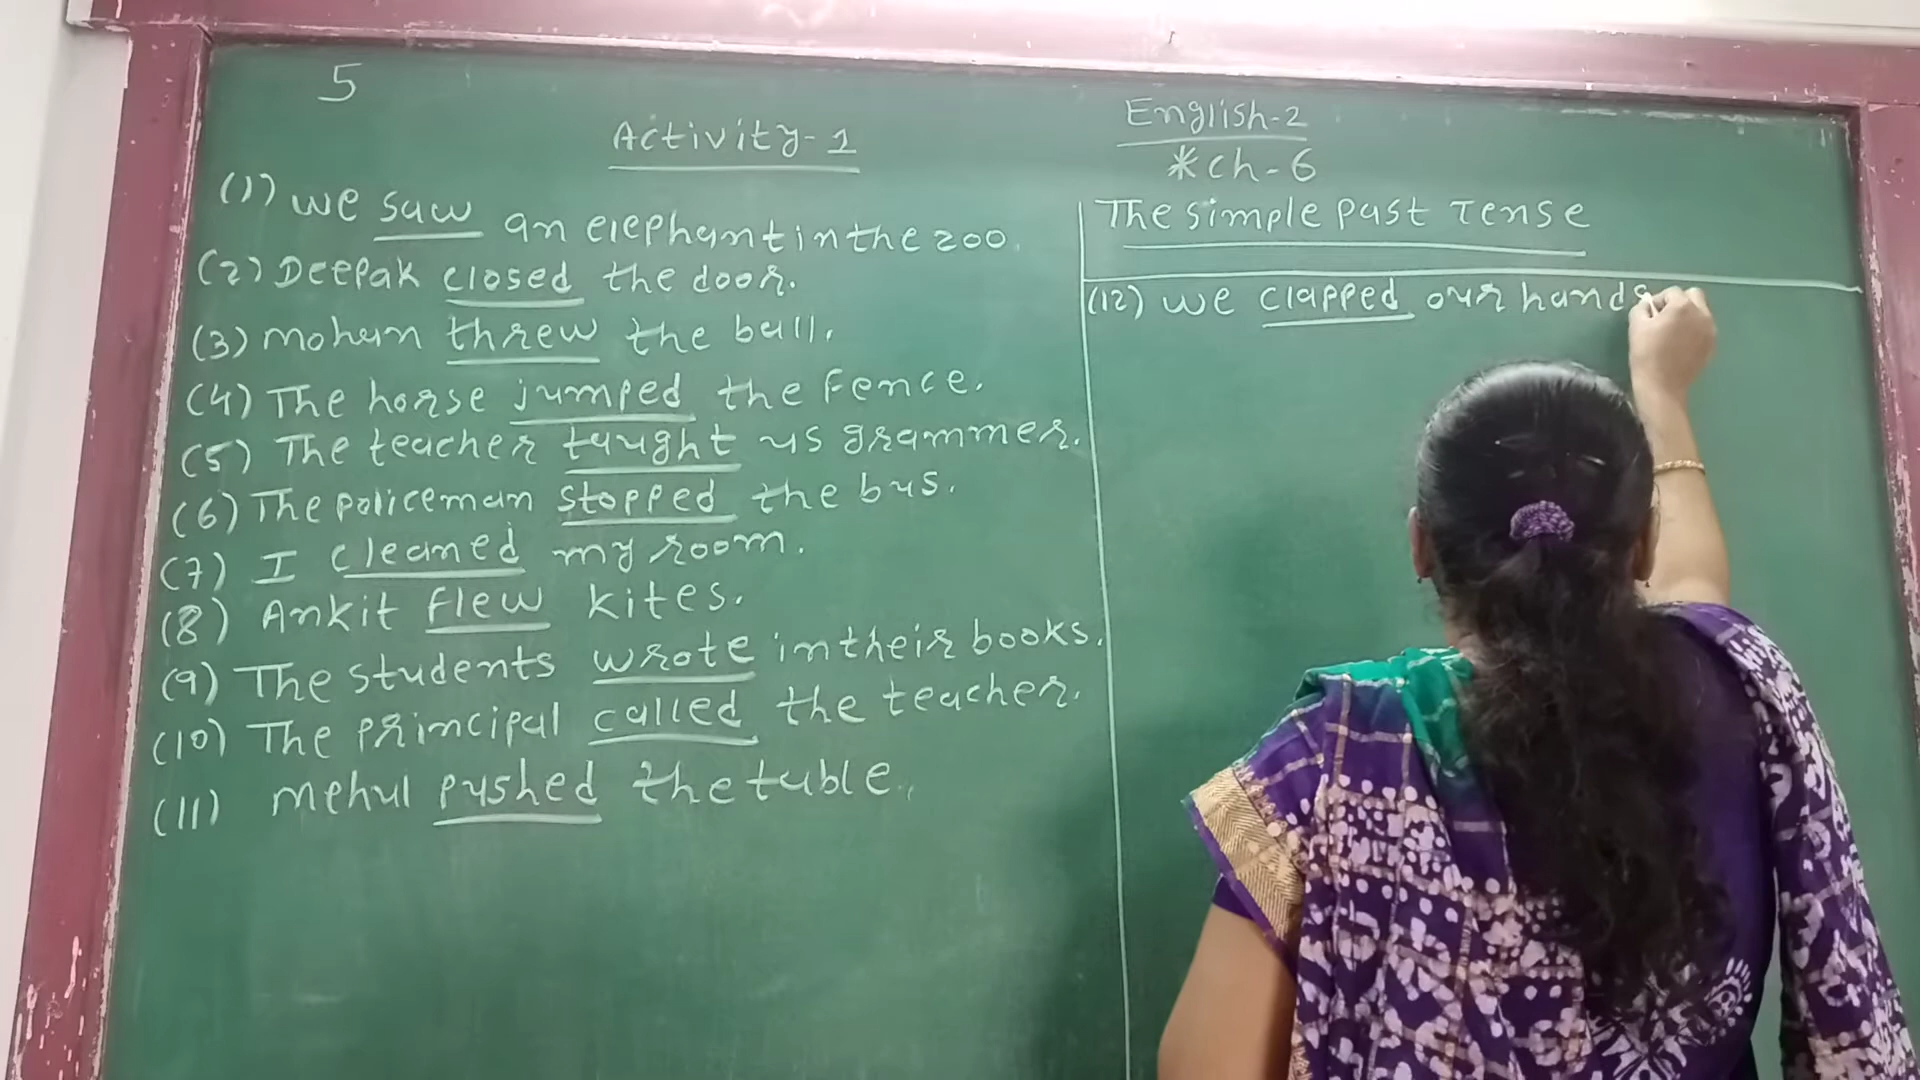 5
Activity-1
(1) we saw an elephant in the zoo.
(2) Deepak closed the door.
(3) mohan threw the ball.
(4) The horse jumped the fence.
(5) The teacher taught us grammer.
(6) The policeman stopped the bus.
(7) I cleaned my room.
(8) Ankit flew kites.
(9) The students wrote in their books.
(10) The principal called the teacher.
(11) mehul pushed the table.
English-2
*ch-6
The simple past Tense
(12) we clapped our hands